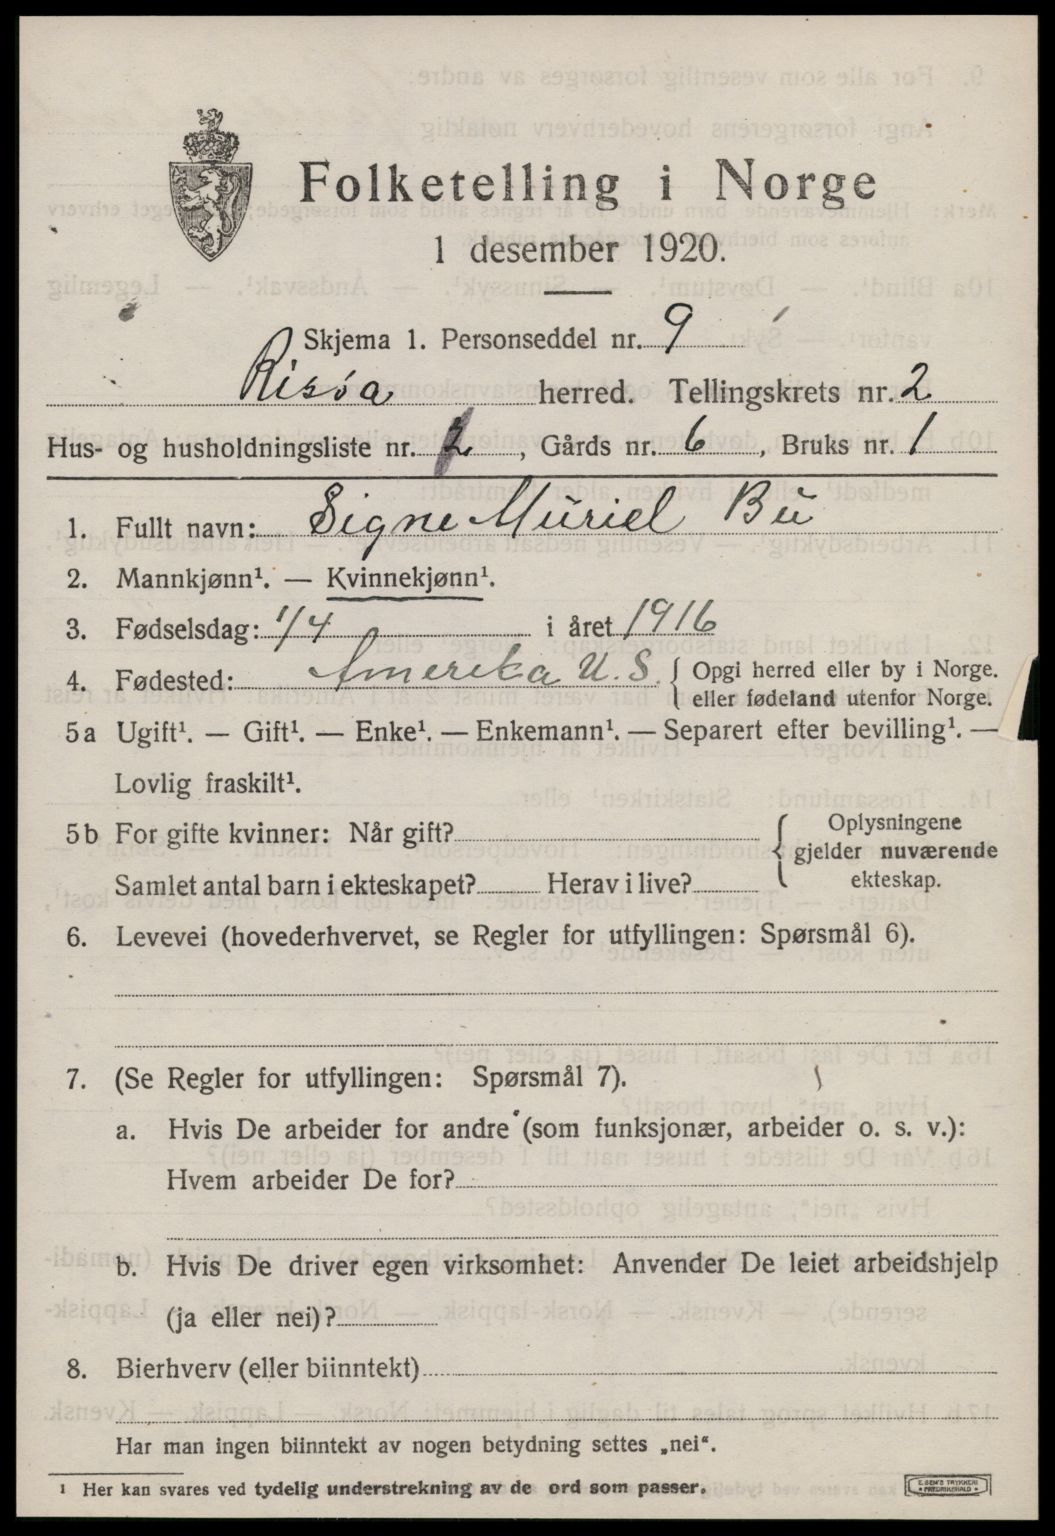 Folketelling i Norge
1 desember 1920.
Skjema 1. Personseddel nr. 9
Risøa herred. Tellingskrets nr. 2
Hus- og husholdningsliste nr. 2, Gårds nr. 6, Bruks nr. 1
1. Fullt navn: Signe Muriel Bu
2. Mannkjønn¹. — Kvinnekjønn¹.
3. Fødselsdag: 1/4 i året 1916
4. Fødested: Amerika U. S. { Opgi herred eller by i Norge.
eller fødeland utenfor Norge.
5a Ugift¹. — Gift¹. — Enke¹. — Enkemann¹. — Separert efter bevilling¹. —
Lovlig fraskilt¹.
5b For gifte kvinner: Når gift? { Oplysningene
gjelder nuværende
Samlet antal barn i ekteskapet? Herav i live? ekteskap.
6. Levevei (hovederhvervet, se Regler for utfyllingen: Spørsmål 6).
7. (Se Regler for utfyllingen: Spørsmål 7).
a. Hvis De arbeider for andre (som funksjonær, arbeider o. s. v.):
Hvem arbeider De for?
b. Hvis De driver egen virksomhet: Anvender De leiet arbeidshjelp
(ja eller nei)?
8. Bierhverv (eller biinntekt)
Har man ingen biinntekt av nogen betydning settes „nei“.
¹ Her kan svares ved tydelig understrekning av de ord som passer.
E. SEM'S TRYKKERI
FREDRIKSHALD